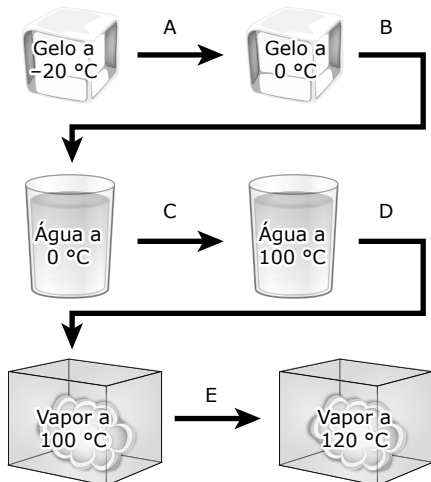 A
B
Gelo a
–20 °C
Gelo a
0 °C
C
D
Água a
0 °C
Água a
100 °C
E
Vapor a
100 °C
Vapor a
120 °C